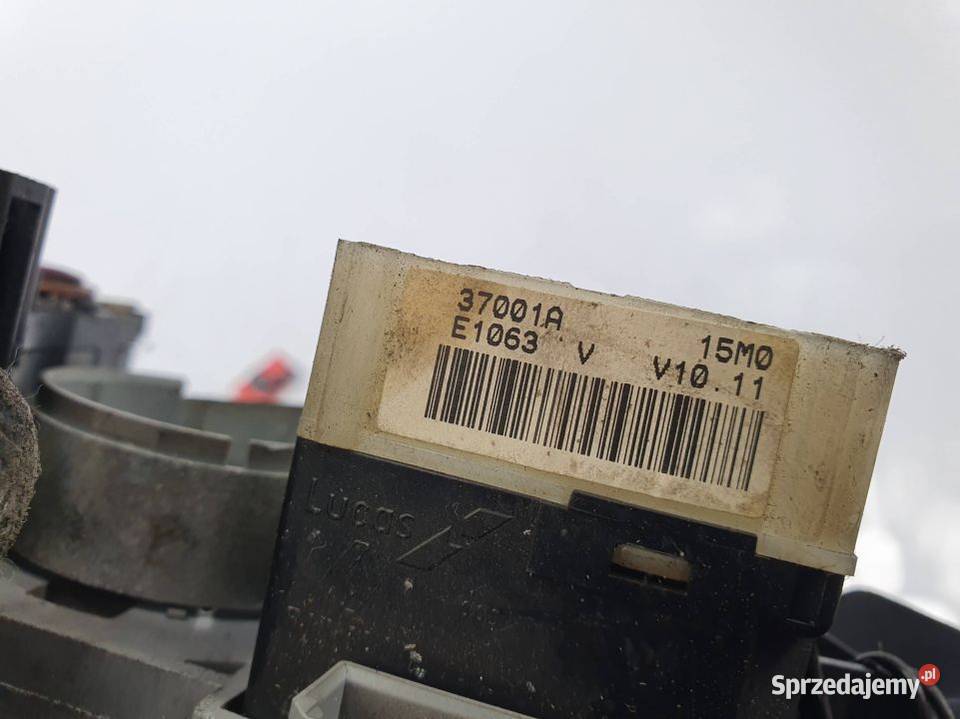 37001A 15M0
E1063 V V10.11
Lucas
Sprzedajemy.pl